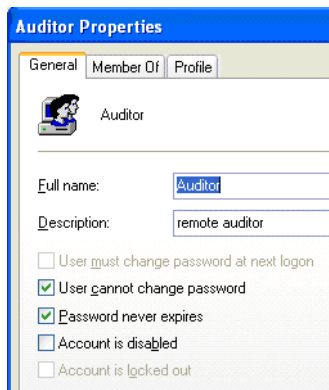 Auditor Properties
General Member Of Profile
Auditor
Full name: Auditor
Description: remote auditor
User must change password at next logon
User cannot change password
Password never expires
Account is disabled
Account is locked out